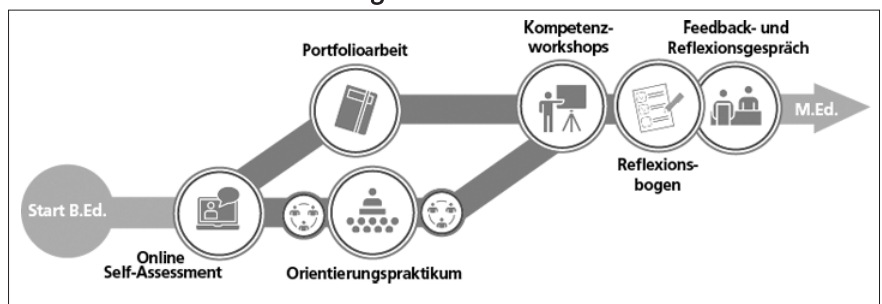 Start B.Ed.
Online
Self-Assessment
Portfolioarbeit
Orientierungspraktikum
Kompetenz-
workshops
Reflexions-
bogen
Feedback- und
Reflexionsgespräch
M.Ed.